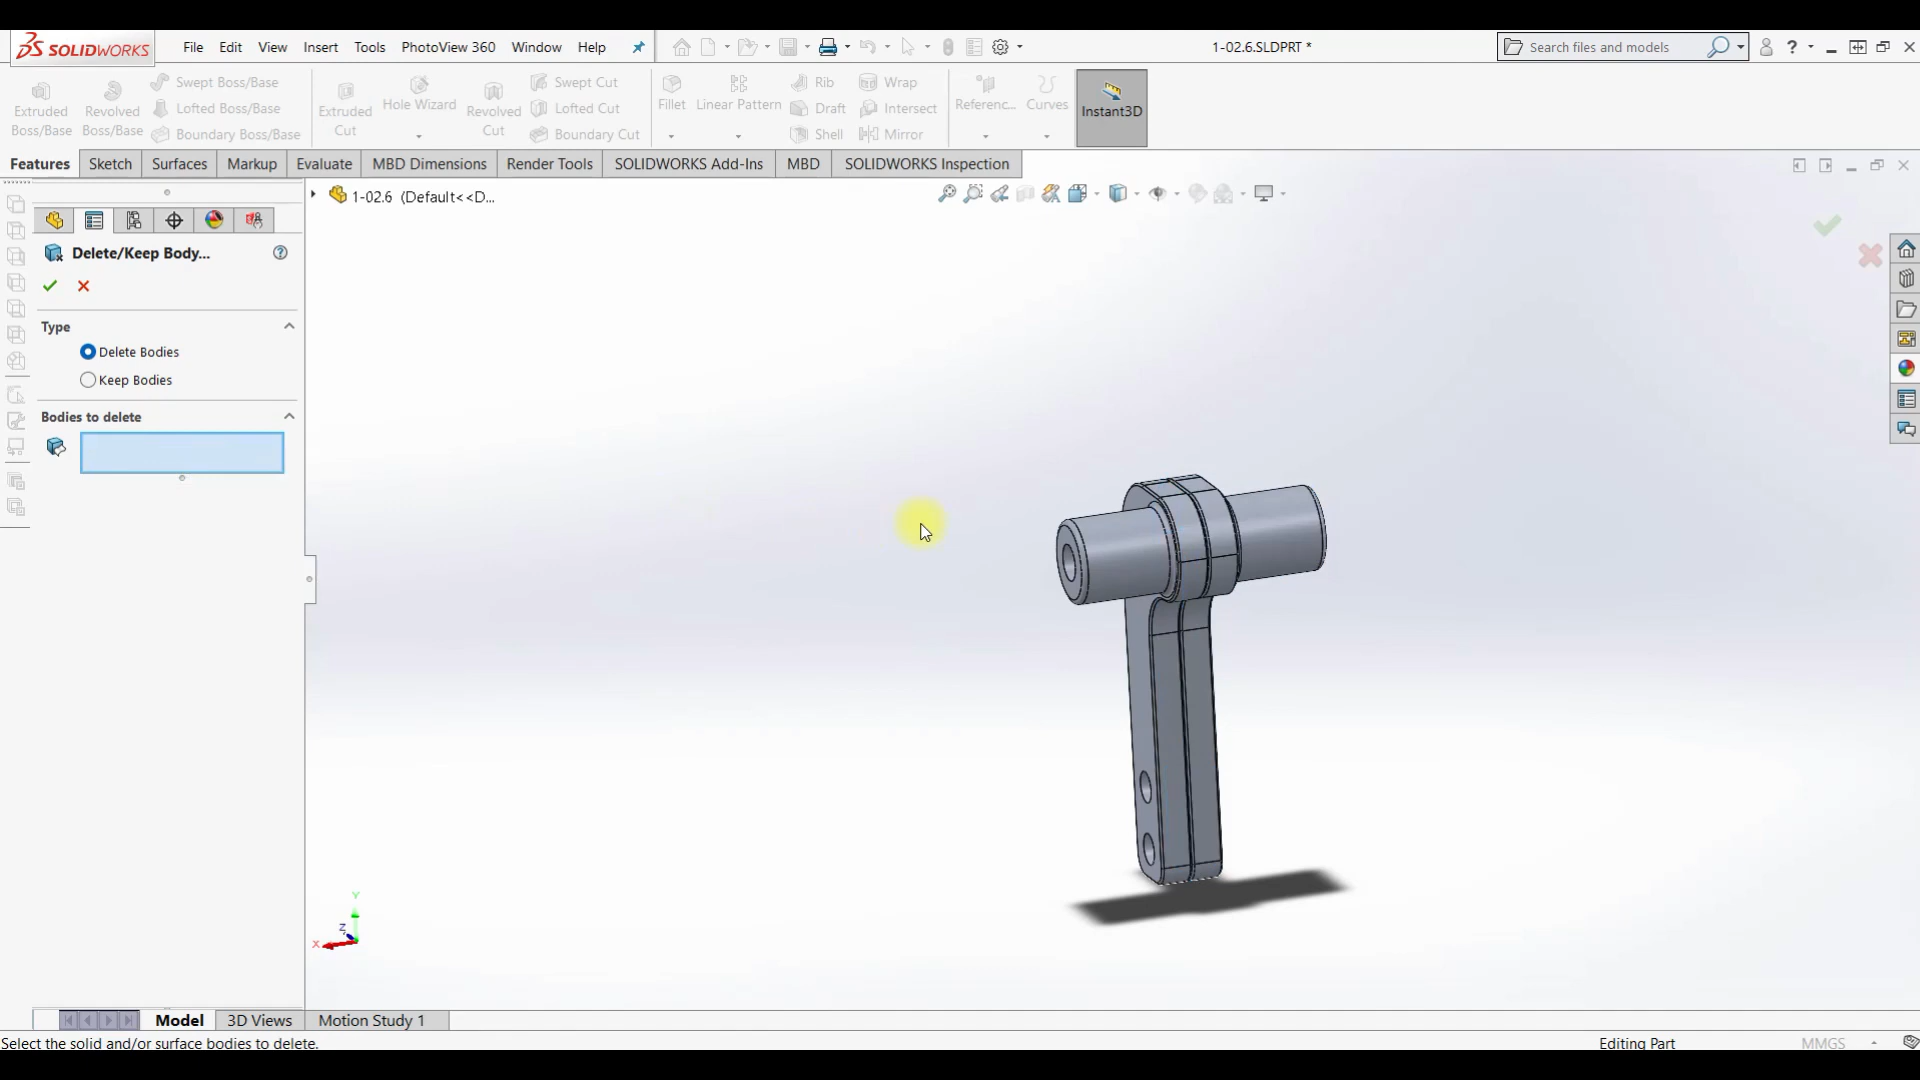 SOLIDWORKS File Edit View Insert Tools PhotoView 360 Window Help 1-02.6.SLDPRT * Search files and models ?
Extruded Boss/Base
Revolved Boss/Base
Swept Boss/Base
Lofted Boss/Base
Boundary Boss/Base
Extruded Cut
Hole Wizard
Revolved Cut
Swept Cut
Lofted Cut
Boundary Cut
Fillet
Linear Pattern
Rib
Draft
Shell
Wrap
Intersect
Mirror
Referenc...
Curves
Instant3D
Features Sketch Surfaces Markup Evaluate MBD Dimensions Render Tools SOLIDWORKS Add-Ins MBD SOLIDWORKS Inspection
1-02.6 (Default<<D...
Delete/Keep Body... ?
Type
Delete Bodies
Keep Bodies
Bodies to delete
Y
Z
X
Model 3D Views Motion Study 1
Select the solid and/or surface bodies to delete. Editing Part MMGS